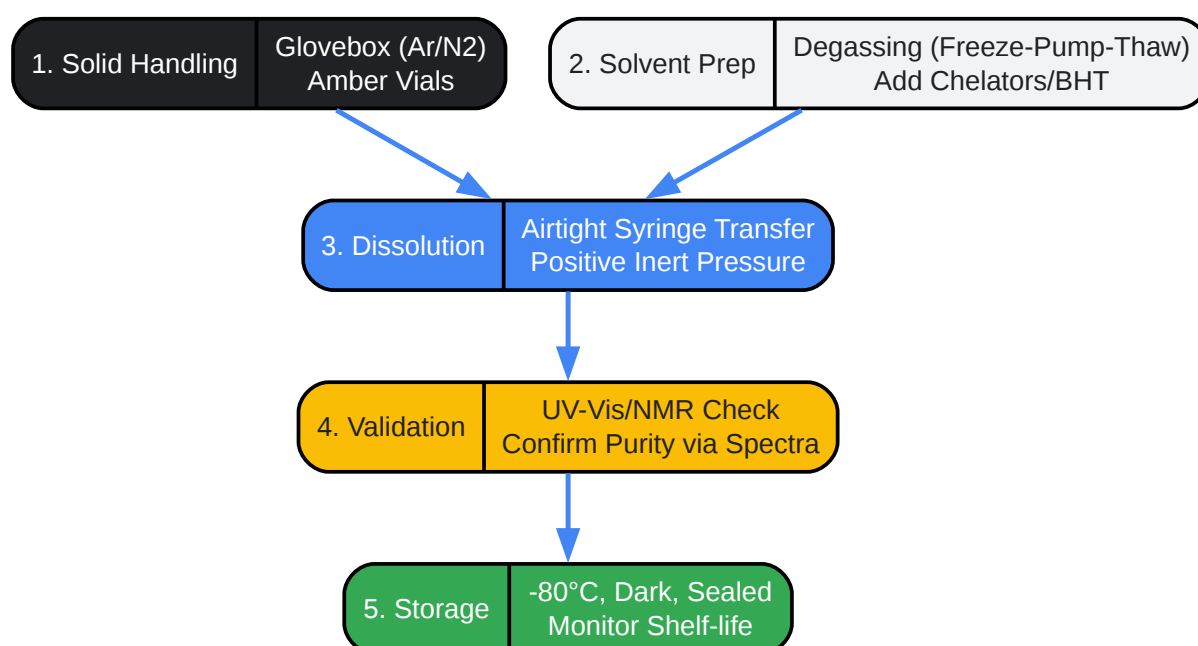 1. Solid Handling
Glovebox (Ar/N2)
Amber Vials
2. Solvent Prep
Degassing (Freeze-Pump-Thaw)
Add Chelators/BHT
3. Dissolution
Airtight Syringe Transfer
Positive Inert Pressure
4. Validation
UV-Vis/NMR Check
Confirm Purity via Spectra
5. Storage
-80°C, Dark, Sealed
Monitor Shelf-life